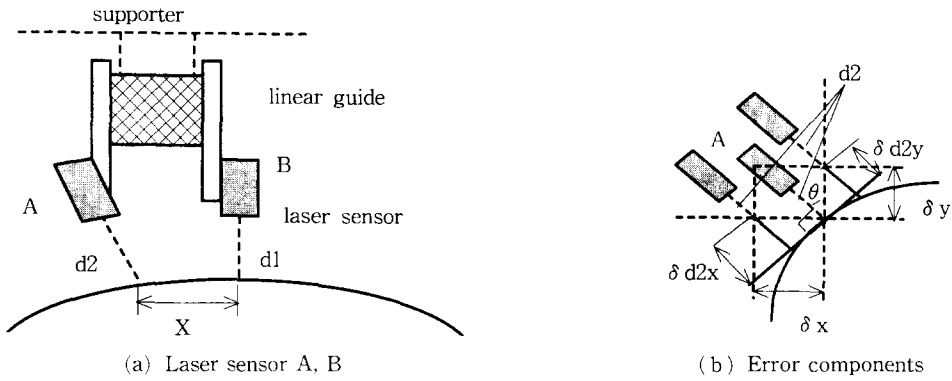 supporter
linear guide
B
A
laser sensor
d2
d1
X
(a) Laser sensor A, B
d2
A
δ d2y
θ
δ y
δ d2x
δ x
(b) Error components